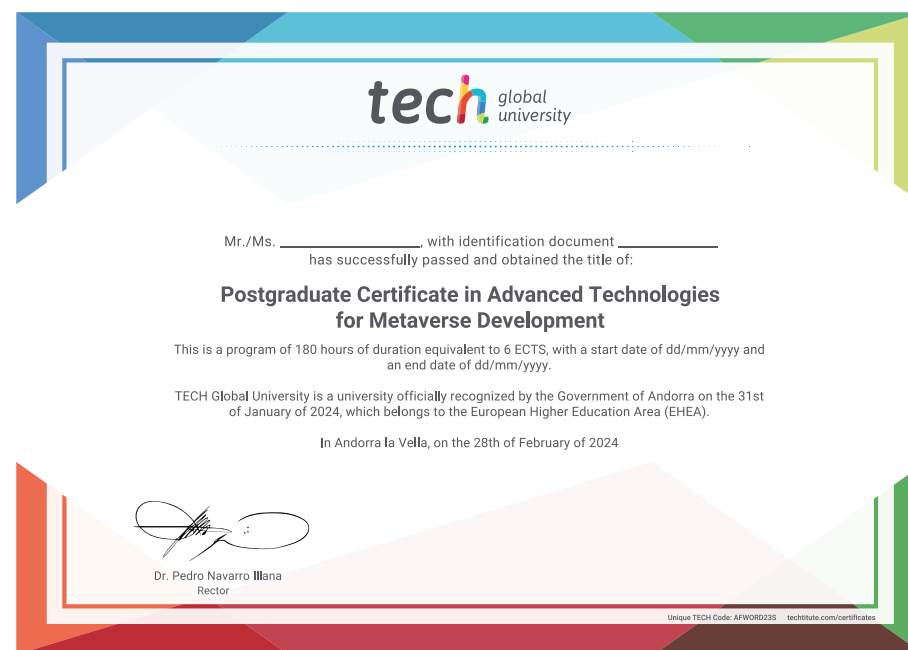 tech global university
Mr./Ms. ____________________, with identification document ______________
has successfully passed and obtained the title of:
Postgraduate Certificate in Advanced Technologies
for Metaverse Development
This is a program of 180 hours of duration equivalent to 6 ECTS, with a start date of dd/mm/yyyy and
an end date of dd/mm/yyyy.
TECH Global University is a university officially recognized by the Government of Andorra on the 31st
of January of 2024, which belongs to the European Higher Education Area (EHEA).
In Andorra la Vella, on the 28th of February of 2024
Dr. Pedro Navarro Illana
Rector
Unique TECH Code: AFWORD23S techtitute.com/certificates